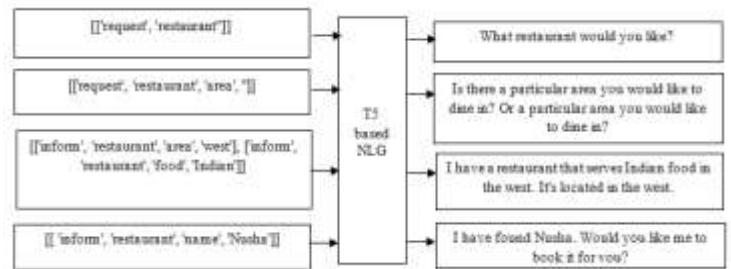 [['request', 'restaurant'']]
What restaurant would you like?
[['request', 'restaurant', 'area', '']]
Is there a particular area you would like to
dine in? Or a particular area you would like
to dine in?
T5
based
NLG
[['inform', 'restaurant', 'area', 'west'], ['inform',
'restaurant', 'food', 'Indian']]
I have a restaurant that serves Indian food in
the west. It's located in the west.
[[ 'inform', 'restaurant', 'name', 'Nusha']]
I have found Nusha. Would you like me to
book it for you?